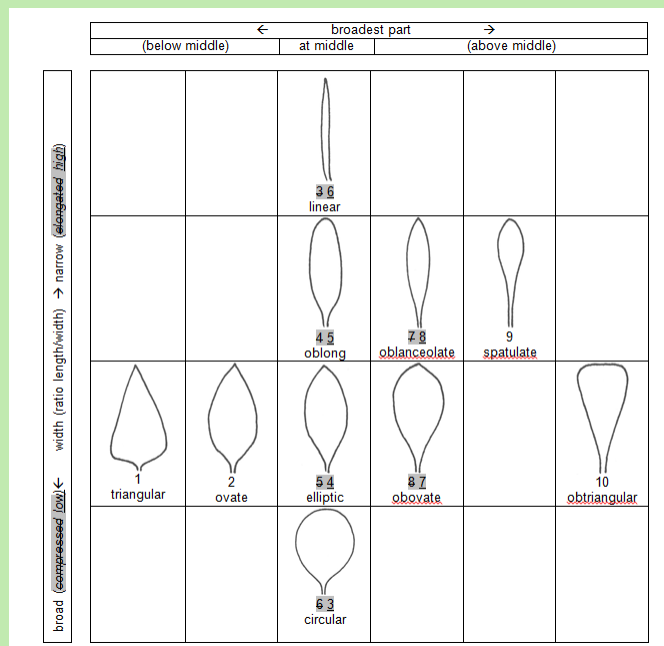 ← broadest part →
(below middle) at middle (above middle)
broad (compressed low) ← width (ratio length/width) → narrow (elongated high)
3 6
linear
4 5 7 8 9
oblong oblanceolate spatulate
1 2 5 4 8 7 10
triangular ovate elliptic obovate obtriangular
6 3
circular